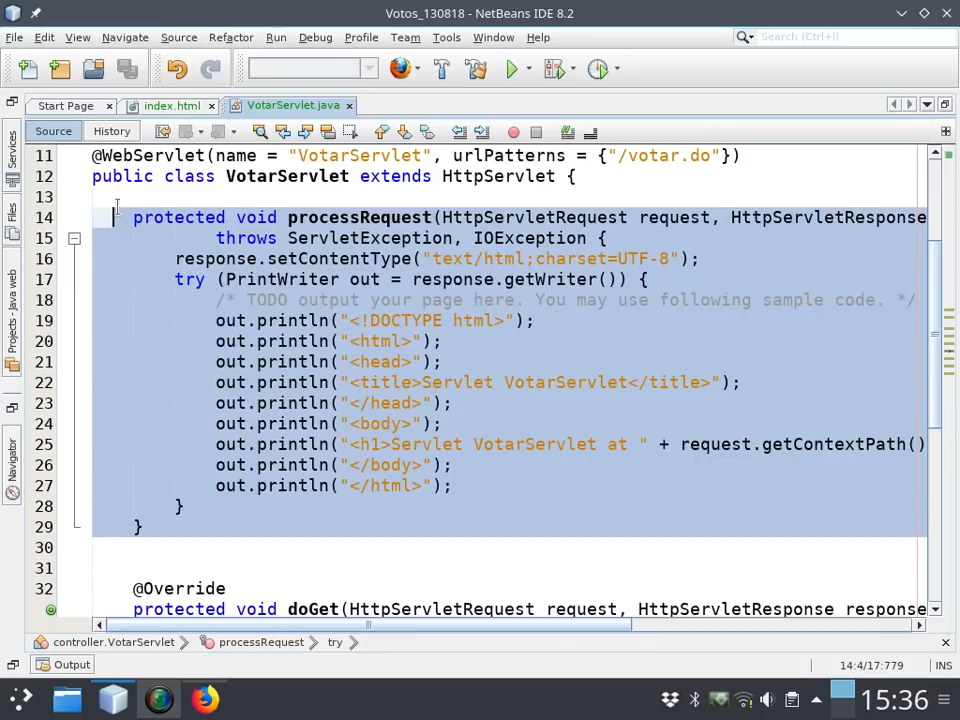 Votos_130818 - NetBeans IDE 8.2
File Edit View Navigate Source Refactor Run Debug Profile Team Tools Window Help
Search (Ctrl+I)
Start Page index.html VotarServlet.java
Source History
Services
Files
Projects - Java web
Navigator
11 @WebServlet(name = "VotarServlet", urlPatterns = {"/votar.do"})
12 public class VotarServlet extends HttpServlet {
13
14 protected void processRequest(HttpServletRequest request, HttpServletResponse
15 throws ServletException, IOException {
16 response.setContentType("text/html;charset=UTF-8");
17 try (PrintWriter out = response.getWriter()) {
18 /* TODO output your page here. You may use following sample code. */
19 out.println("<!DOCTYPE html>");
20 out.println("<html>");
21 out.println("<head>");
22 out.println("<title>Servlet VotarServlet</title>");
23 out.println("</head>");
24 out.println("<body>");
25 out.println("<h1>Servlet VotarServlet at " + request.getContextPath()
26 out.println("</body>");
27 out.println("</html>");
28 }
29 }
30
31
32 @Override
protected void doGet(HttpServletRequest request, HttpServletResponse response
controller.VotarServlet processRequest try
Output
14:4/17:779 INS
15:36